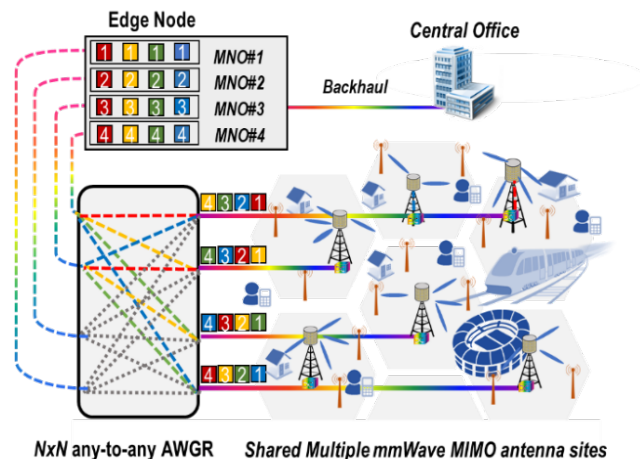 Edge Node
Central Office
1 1 1 1 MNO#1
2 2 2 2 MNO#2
3 3 3 3 MNO#3
4 4 4 4 MNO#4
Backhaul
4 3 2 1
4 3 2 1
4 3 2 1
4 3 2 1
NxN any-to-any AWGR
Shared Multiple mmWave MIMO antenna sites